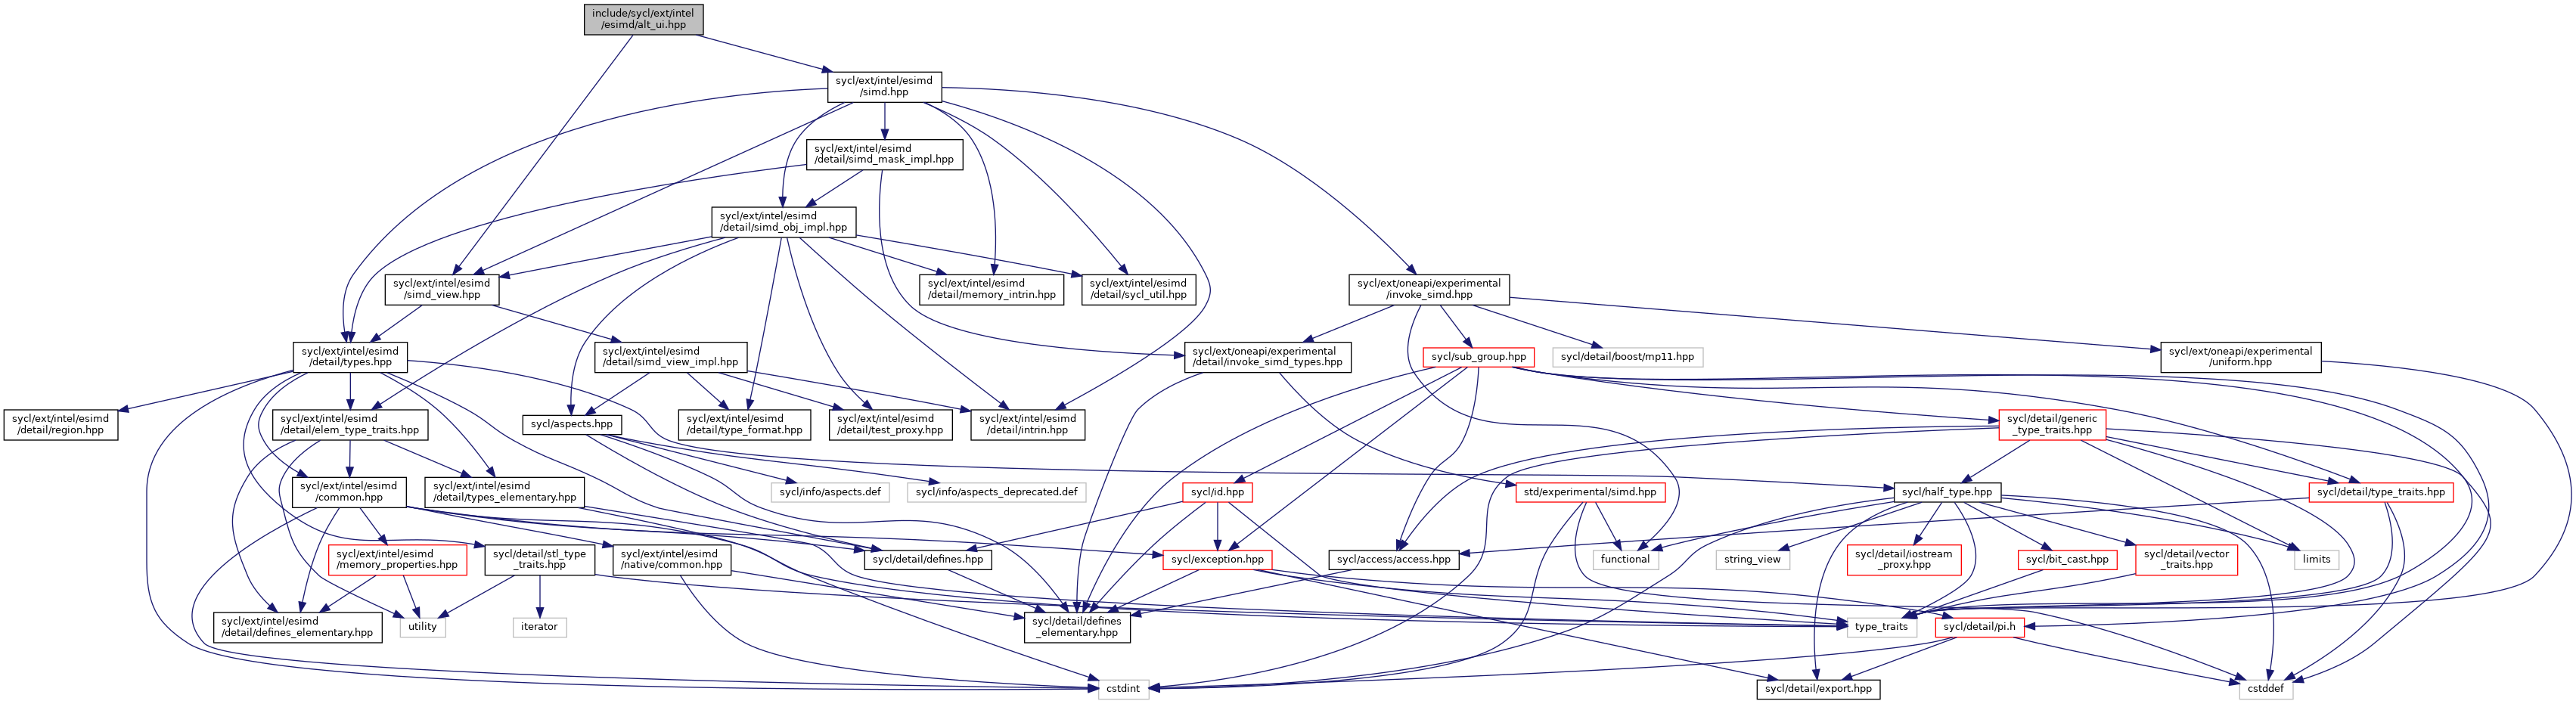 include/sycl/ext/intel
/esimd/alt_ui.hpp
sycl/ext/intel/esimd
/simd.hpp
sycl/ext/intel/esimd
/detail/simd_mask_impl.hpp
sycl/ext/intel/esimd
/detail/simd_obj_impl.hpp
sycl/ext/intel/esimd
/simd_view.hpp
sycl/ext/intel/esimd
/detail/memory_intrin.hpp
sycl/ext/intel/esimd
/detail/sycl_util.hpp
sycl/ext/oneapi/experimental
/invoke_simd.hpp
sycl/ext/intel/esimd
/detail/types.hpp
sycl/ext/intel/esimd
/detail/simd_view_impl.hpp
sycl/ext/oneapi/experimental
/detail/invoke_simd_types.hpp
sycl/sub_group.hpp
sycl/detail/boost/mp11.hpp
sycl/ext/oneapi/experimental
/uniform.hpp
sycl/ext/intel/esimd
/detail/region.hpp
sycl/ext/intel/esimd
/detail/elem_type_traits.hpp
sycl/aspects.hpp
sycl/ext/intel/esimd
/detail/type_format.hpp
sycl/ext/intel/esimd
/detail/test_proxy.hpp
sycl/ext/intel/esimd
/detail/intrin.hpp
sycl/detail/generic
_type_traits.hpp
sycl/ext/intel/esimd
/common.hpp
sycl/ext/intel/esimd
/detail/types_elementary.hpp
sycl/info/aspects.def
sycl/info/aspects_deprecated.def
sycl/id.hpp
std/experimental/simd.hpp
sycl/half_type.hpp
sycl/detail/type_traits.hpp
sycl/ext/intel/esimd
/memory_properties.hpp
sycl/detail/stl_type
_traits.hpp
sycl/ext/intel/esimd
/native/common.hpp
sycl/detail/defines.hpp
sycl/exception.hpp
sycl/access/access.hpp
functional
string_view
sycl/detail/iostream
_proxy.hpp
sycl/bit_cast.hpp
sycl/detail/vector
_traits.hpp
limits
sycl/ext/intel/esimd
/detail/defines_elementary.hpp
utility
iterator
sycl/detail/defines
_elementary.hpp
type_traits
sycl/detail/pi.h
cstdint
sycl/detail/export.hpp
cstddef